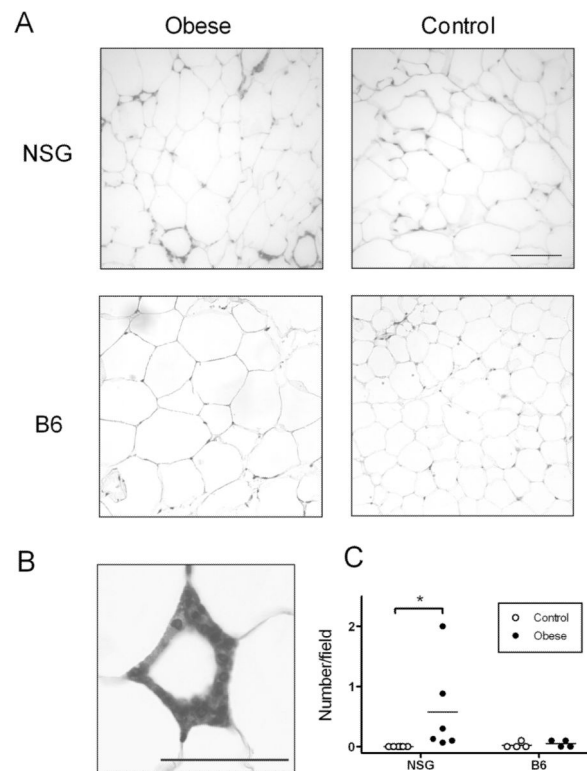 A
Obese
Control
NSG
B6
B
C
*
Number/field
2
1
0
Control
Obese
NSG
B6